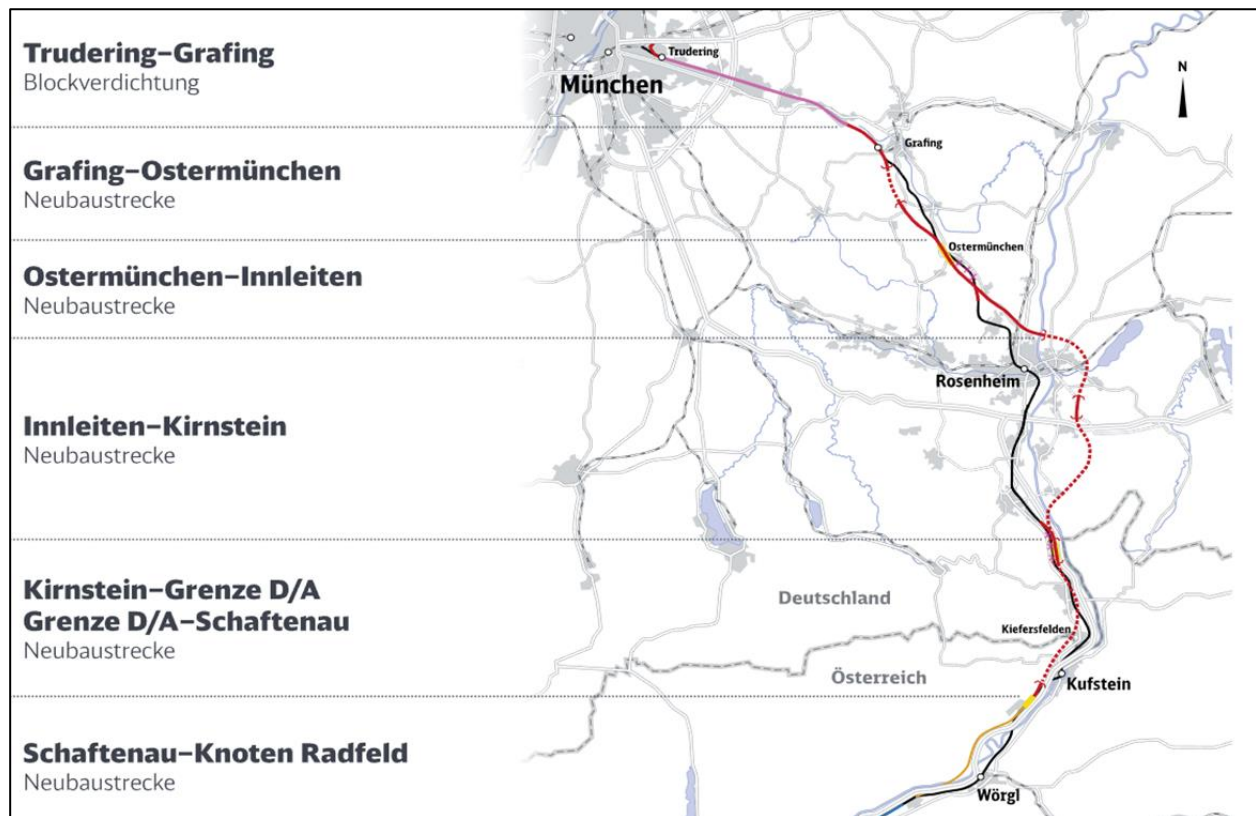 Trudering–Grafing
Blockverdichtung
Grafing–Ostermünchen
Neubaustrecke
Ostermünchen–Innleiten
Neubaustrecke
Innleiten–Kirnstein
Neubaustrecke
Kirnstein–Grenze D/A
Grenze D/A–Schaftenau
Neubaustrecke
Schaftenau–Knoten Radfeld
Neubaustrecke
Trudering
München
N
Grafing
Ostermünchen
Rosenheim
Deutschland
Kiefersfelden
Österreich
Kufstein
Wörgl